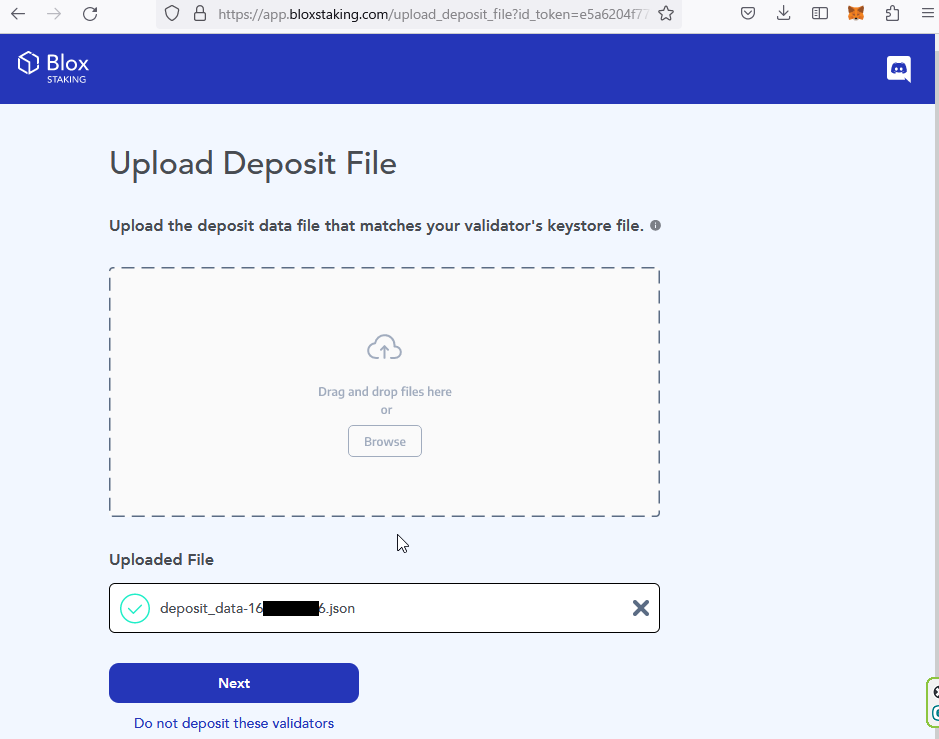 https://app.bloxstaking.com/upload_deposit_file?id_token=e5a6204f77
Blox
STAKING
Upload Deposit File
Upload the deposit data file that matches your validator's keystore file.
Drag and drop files here
or
Browse
Uploaded File
deposit_data-16 6.json
Next
Do not deposit these validators